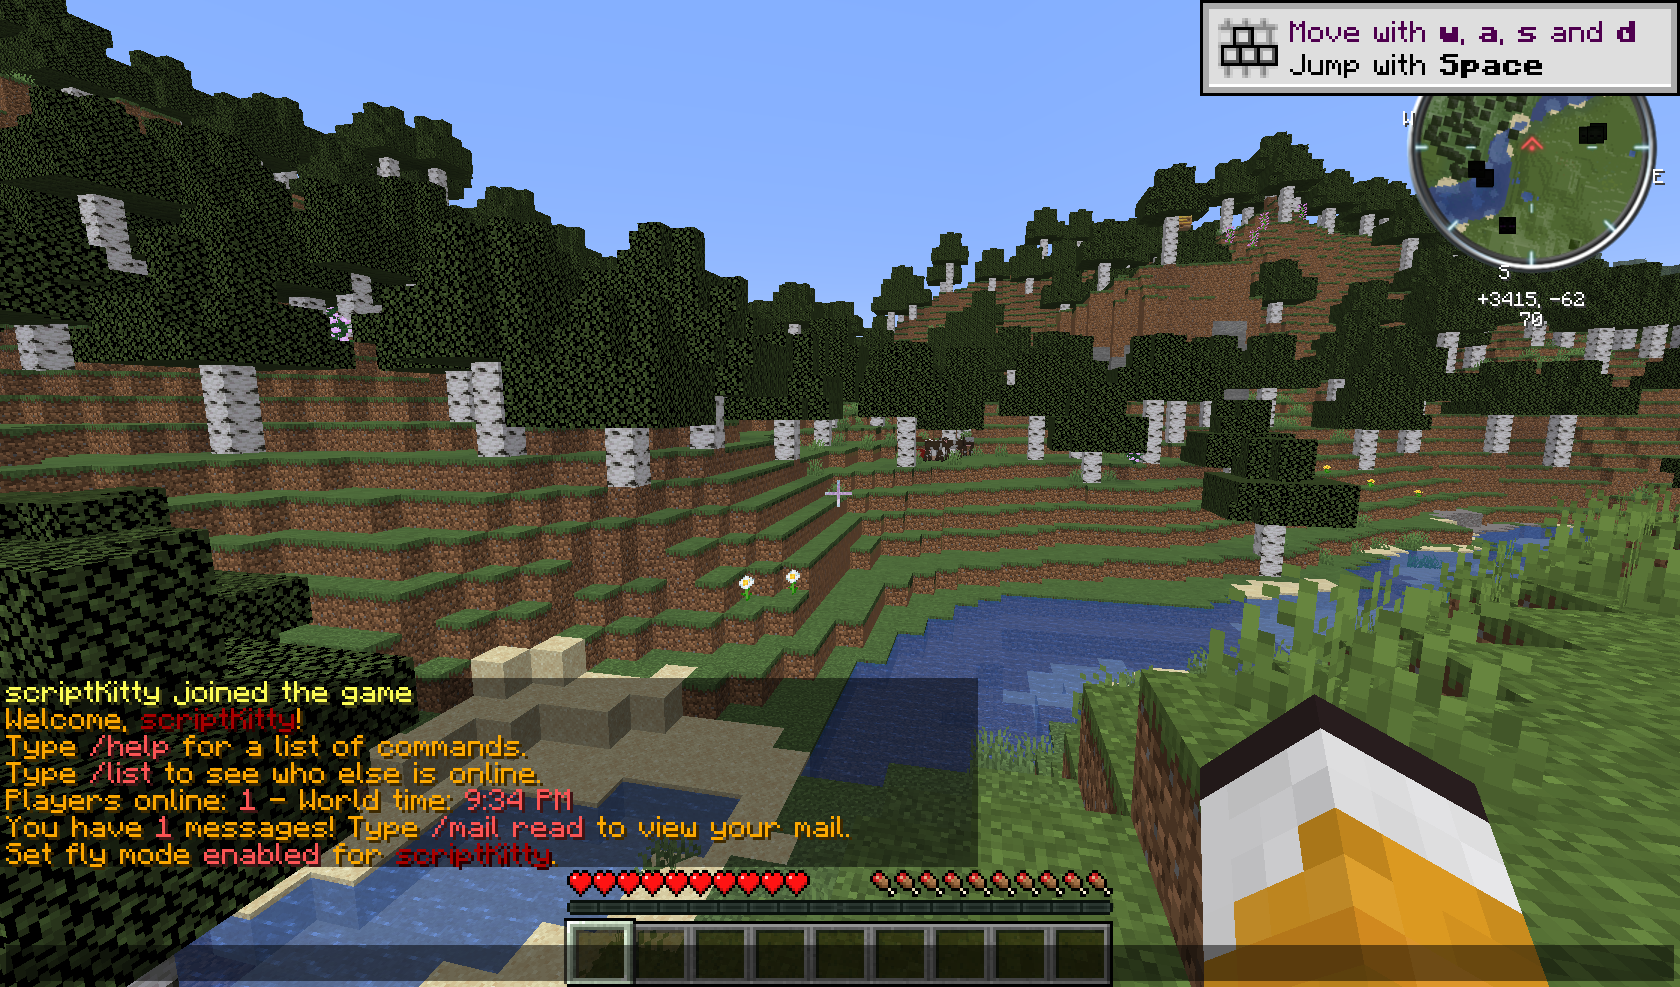 Move with w, a, s and d
Jump with Space
W
E
S
+3415, -62
70
scriptKitty joined the game
Welcome, scriptKitty!
Type /help for a list of commands.
Type /list to see who else is online.
Players online: 1 - World time: 9:34 PM
You have 1 messages! Type /mail read to view your mail.
Set fly mode enabled for scriptKitty.